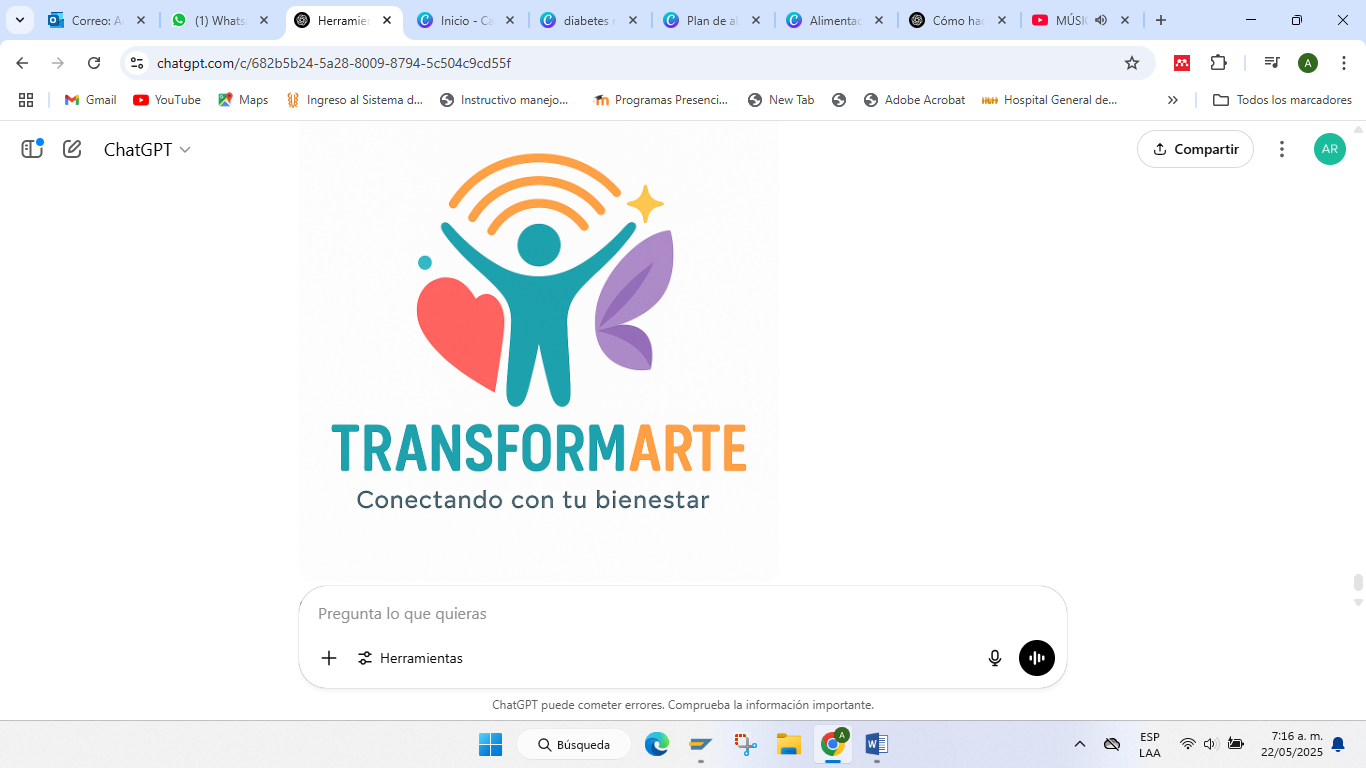 Correo: A
(1) Whats
Herramie
Inicio - Ca
diabetes
Plan de al
Alimentac
Cómo hac
MÚSI
chatgpt.com/c/682b5b24-5a28-8009-8794-5c504c9cd55f
A
Gmail
YouTube
Maps
Ingreso al Sistema d...
Instructivo manejo...
Programas Presenci...
New Tab
Adobe Acrobat
Hospital General de...
Todos los marcadores
ChatGPT
Compartir
AR
TRANSFORMARTE
Conectando con tu bienestar
Pregunta lo que quieras
Herramientas
ChatGPT puede cometer errores. Comprueba la información importante.
Búsqueda
A
ESP
LAA
7:16 a. m.
22/05/2025